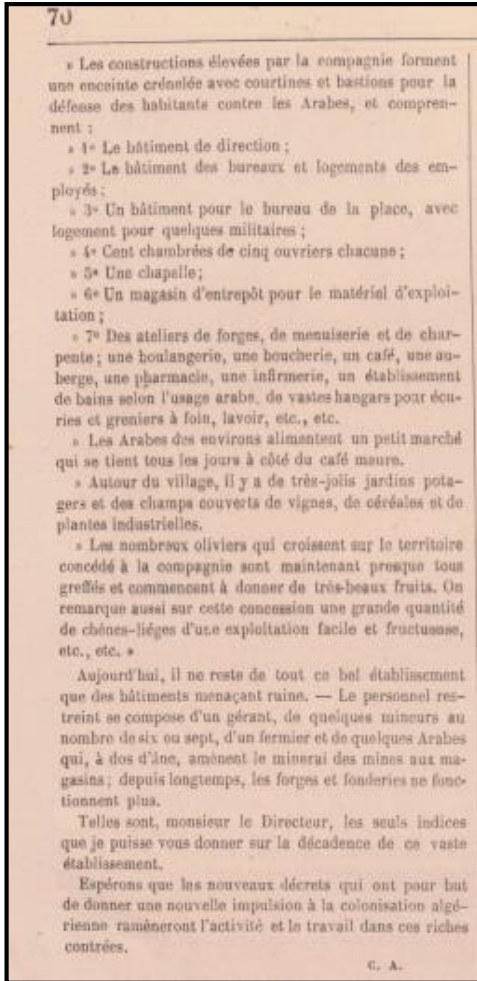 70
» Les constructions élevées par la compagnie forment
une enceinte crénelée avec courtines et bastions pour la
défense des habitants contre les Arabes, et compren-
nent :
» 1° Le bâtiment de direction ;
» 2° Le bâtiment des bureaux et logements des em-
ployés ;
» 3° Un bâtiment pour le bureau de la place, avec
logement pour quelques militaires ;
» 4° Cent chambrées de cinq ouvriers chacune ;
» 5° Une chapelle ;
» 6° Un magasin d'entrepôt pour le matériel d'exploi-
tation ;
» 7° Des ateliers de forges, de menuiserie et de char-
pente ; une boulangerie, une boucherie, un café, une au-
berge, une pharmacie, une infirmerie, un établissement
de bains selon l'usage arabe, de vastes hangars pour écu-
ries et greniers à foin, lavoir, etc., etc.
» Les Arabes des environs alimentent un petit marché
qui se tient tous les jours à côté du café maure.
» Autour du village, il y a de très-jolis jardins pota-
gers et des champs couverts de vignes, de céréales et de
plantes industrielles.
» Les nombreux oliviers qui croissent sur le territoire
concédé à la compagnie sont maintenant presque tous
greffés et commencent à donner de très-beaux fruits. On
remarque aussi sur cette concession une grande quantité
de chênes-liéges d'une exploitation facile et fructueuse,
etc., etc. »
Aujourd'hui, il ne reste de tout ce bel établissement
que des bâtiments menaçant ruine. — Le personnel res-
treint se compose d'un gérant, de quelques mineurs au
nombre de six ou sept, d'un fermier et de quelques Arabes
qui, à dos d'âne, amènent le minerai des mines aux ma-
gasins ; depuis longtemps, les forges et fonderies ne fonc-
tionnent plus.
Telles sont, monsieur le Directeur, les seuls indices
que je puisse vous donner sur la décadence de ce vaste
établissement.
Espérons que les nouveaux décrets qui ont pour but
de donner une nouvelle impulsion à la colonisation algé-
rienne ramèneront l'activité et le travail dans ces riches
contrées.
C. A.